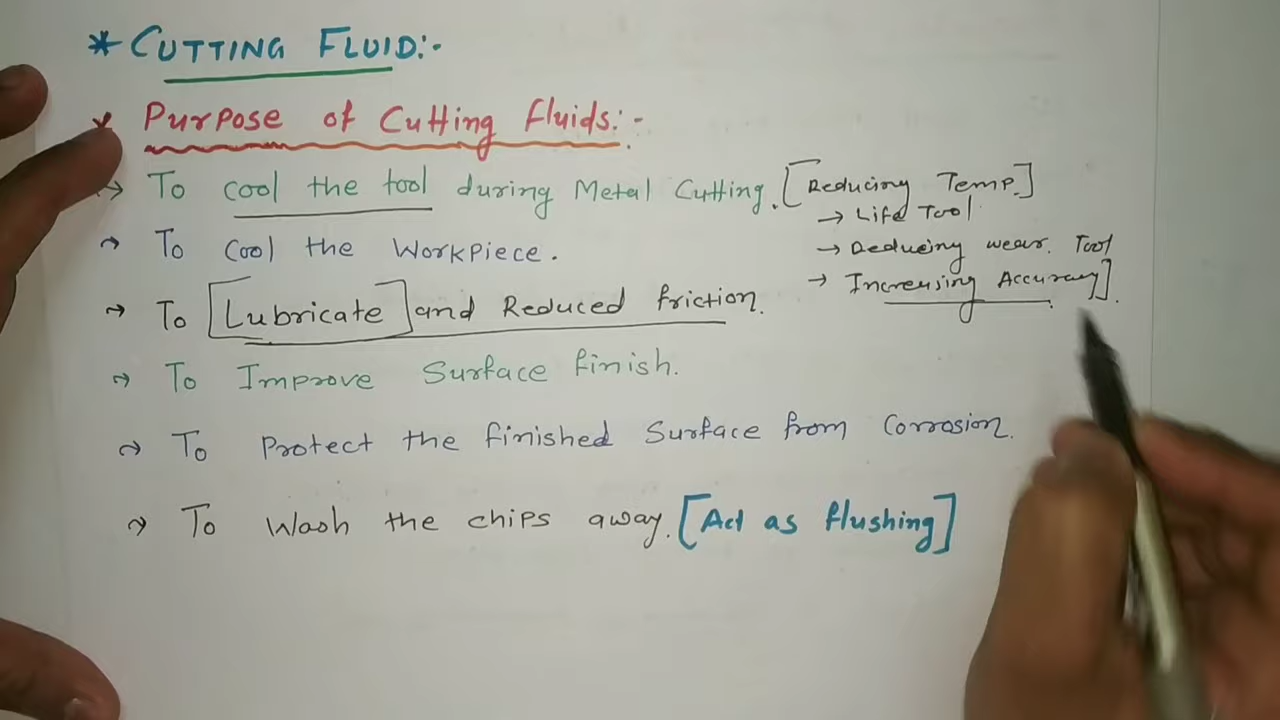 * CUTTING FLUID:-
* Purpose of Cutting fluids:-
→ To cool the tool during Metal Cutting. [Reducing Temp.]
→ Life Tool
→ To Cool the Workpiece.
→ Reducing wear. Tool
→ Increasing Accuracy].
→ To [Lubricate] and Reduced friction.
→ To Improve Surface finish.
→ To Protect the finished Surface from Corrosion.
→ To Wash the chips away. [Act as flushing]